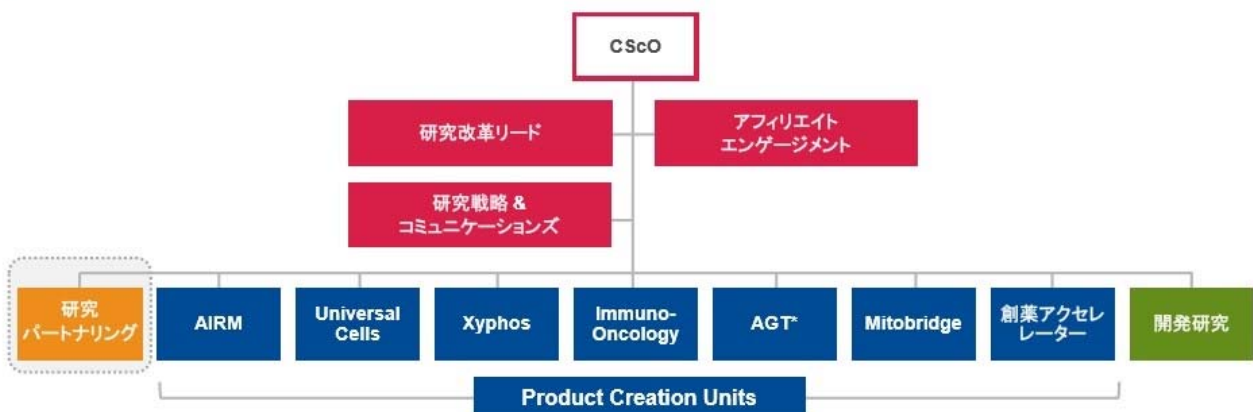 CScO
研究改革リード
アフィリエイト
エンゲージメント
研究戦略 &
コミュニケーションズ
研究
パートナリング
AIRM
Universal
Cells
Xyphos
Immuno-
Oncology
AGT*
Mitobridge
創薬アクセレ
レーター
開発研究
Product Creation Units